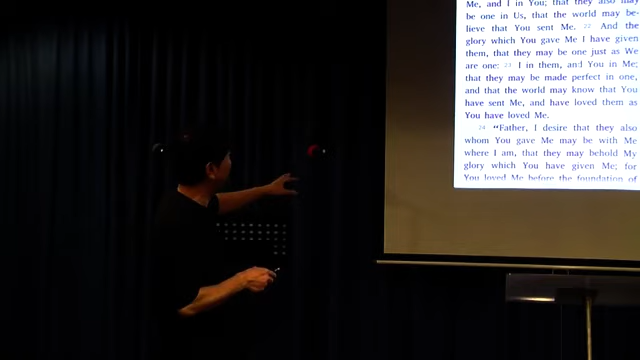 Me, and I in You; that they also may
be one in Us, that the world may be-
lieve that You sent Me. 22 And the
glory which You gave Me I have given
them, that they may be one just as We
are one: 23 I in them, and You in Me;
that they may be made perfect in one,
and that the world may know that You
have sent Me, and have loved them as
You have loved Me.
24 “Father, I desire that they also
whom You gave Me may be with Me
where I am, that they may behold My
glory which You have given Me; for
You loved Me before the foundation of